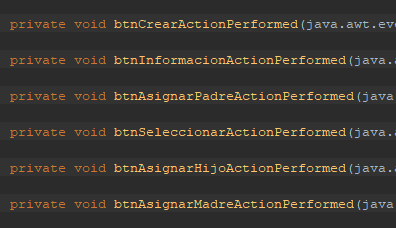 private void btnCrearActionPerformed(java.awt.eve
private void btnInformacionActionPerformed(java.a
private void btnAsignarPadreActionPerformed(java
private void btnSeleccionarActionPerformed(java.a
private void btnAsignarHijoActionPerformed(java.a
private void btnAsignarMadreActionPerformed(java